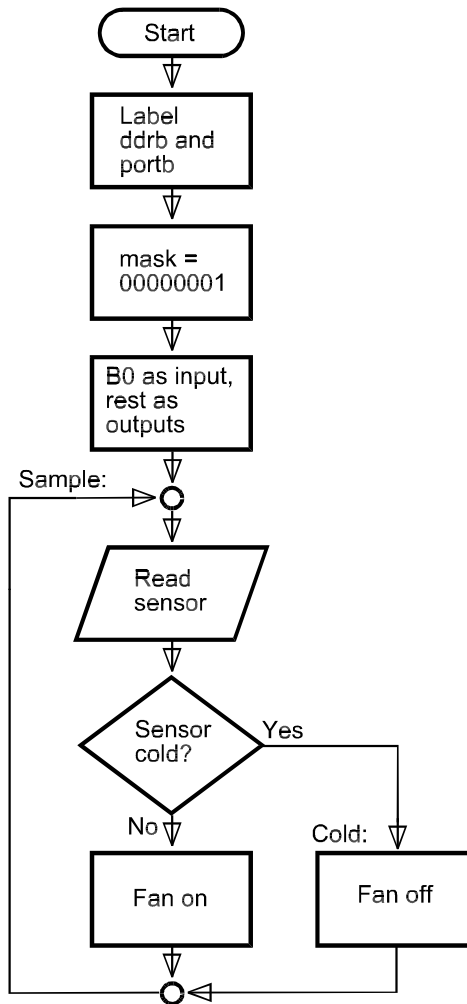 Start
Label
ddrb and
portb
mask =
00000001
B0 as input,
rest as
outputs
Sample:
Read
sensor
Sensor
cold?
Yes
No
Cold:
Fan on
Fan off